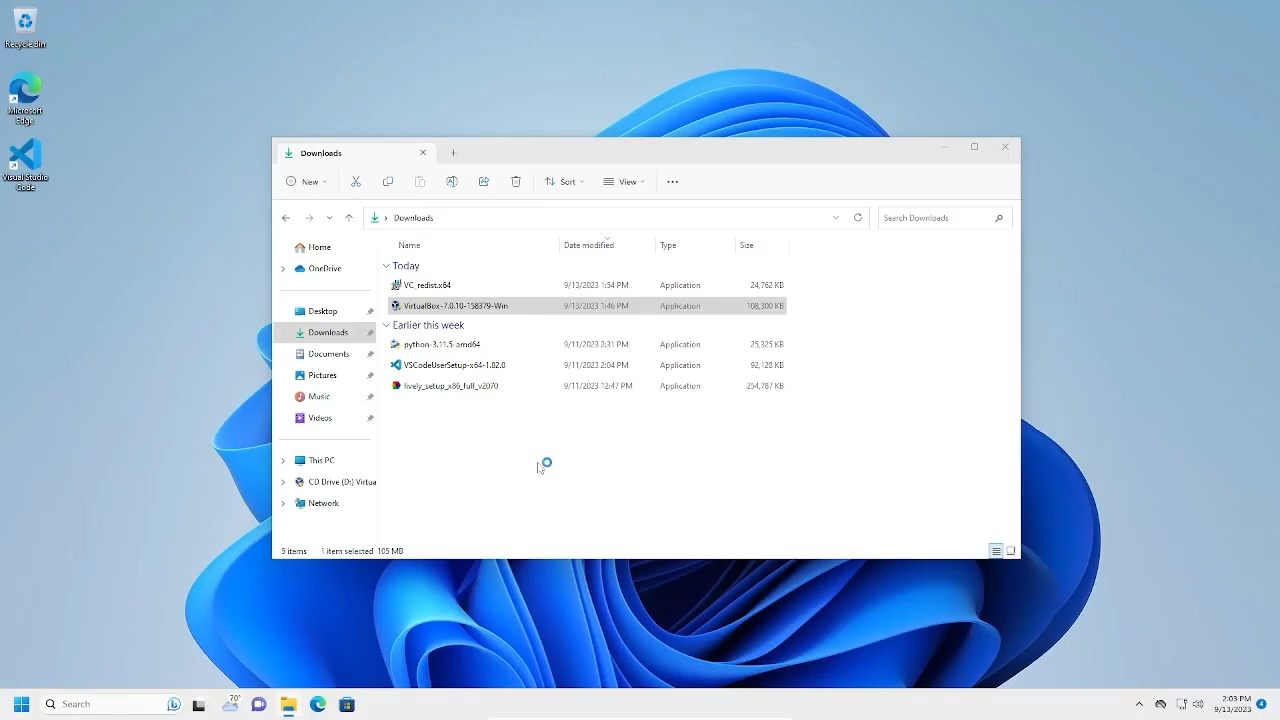 Recycle Bin
Microsoft Edge
Visual Studio Code
Downloads
New
Sort
View
Downloads
Search Downloads
Name Date modified Type Size
Home
OneDrive
Desktop
Downloads
Documents
Pictures
Music
Videos
This PC
CD Drive (D:) Virtua
Network
Today
VC_redist.x64 9/13/2023 1:54 PM Application 24,762 KB
VirtualBox-7.0.10-158379-Win 9/13/2023 1:46 PM Application 108,300 KB
Earlier this week
python-3.11.5-amd64 9/11/2023 2:31 PM Application 25,325 KB
VSCodeUserSetup-x64-1.82.0 9/11/2023 2:04 PM Application 92,128 KB
lively_setup_x86_full_v2070 9/11/2023 12:47 PM Application 254,787 KB
5 items 1 item selected 105 MB
Search
70°
2:03 PM
9/13/2023
4